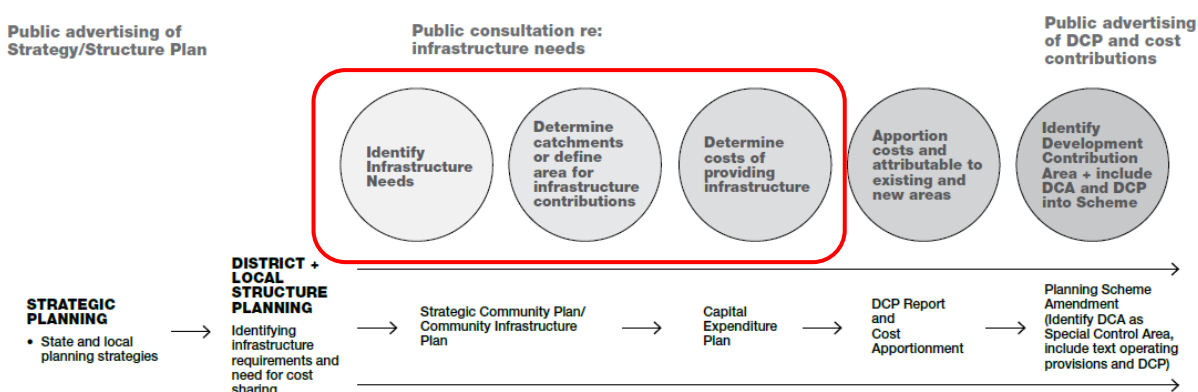 Public advertising of
Strategy/Structure Plan
Public consultation re:
infrastructure needs
Public advertising
of DCP and cost
contributions
Identify
Infrastructure
Needs
Determine
catchments
or define
area for
infrastructure
contributions
Determine
costs of
providing
infrastructure
Apportion
costs and
attributable to
existing and
new areas
Identify
Development
Contribution
Area + include
DCA and DCP
into Scheme
STRATEGIC
PLANNING
• State and local
planning strategies
DISTRICT +
LOCAL
STRUCTURE
PLANNING
Identifying
infrastructure
requirements and
need for cost
sharing
Strategic Community Plan/
Community Infrastructure
Plan
Capital
Expenditure
Plan
DCP Report
and
Cost
Apportionment
Planning Scheme
Amendment
(Identify DCA as
Special Control Area,
include text operating
provisions and DCP)